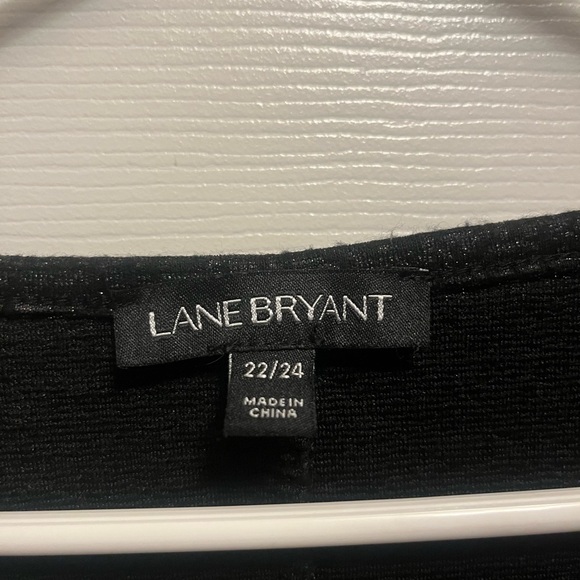 LANE BRYANT
22/24
MADE IN
CHINA